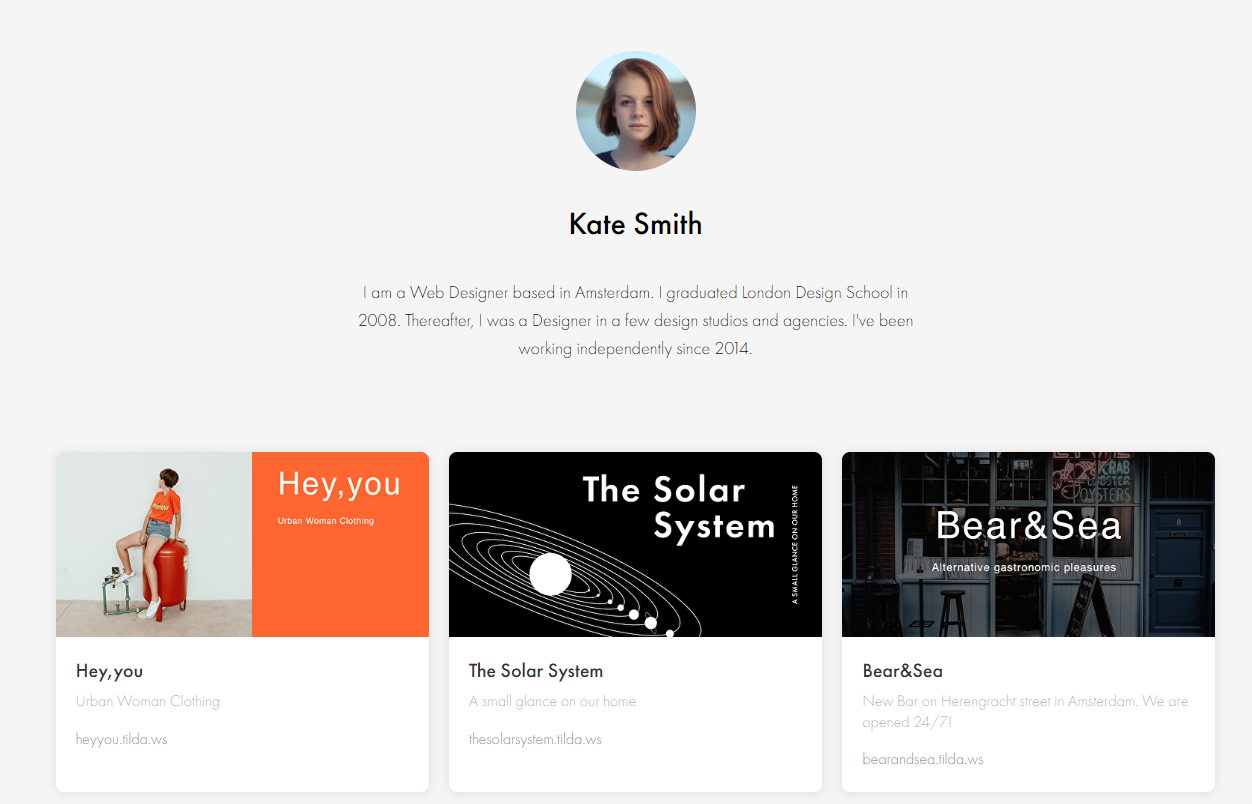 Kate Smith
I am a Web Designer based in Amsterdam. I graduated London Design School in
2008. Thereafter, I was a Designer in a few design studios and agencies. I've been
working independently since 2014.
Hey,you
Urban Woman Clothing
The Solar
System
A SMALL GLANCE ON OUR HOME
CRAB
LOBSTER
OYSTERS
8
Bear&Sea
Alternative gastronomic pleasures
Hey,you
Urban Woman Clothing
heyyou.tilda.ws
The Solar System
A small glance on our home
thesolarsystem.tilda.ws
Bear&Sea
New Bar on Herengracht street in Amsterdam. We are
opened 24/7!
bearandsea.tilda.ws